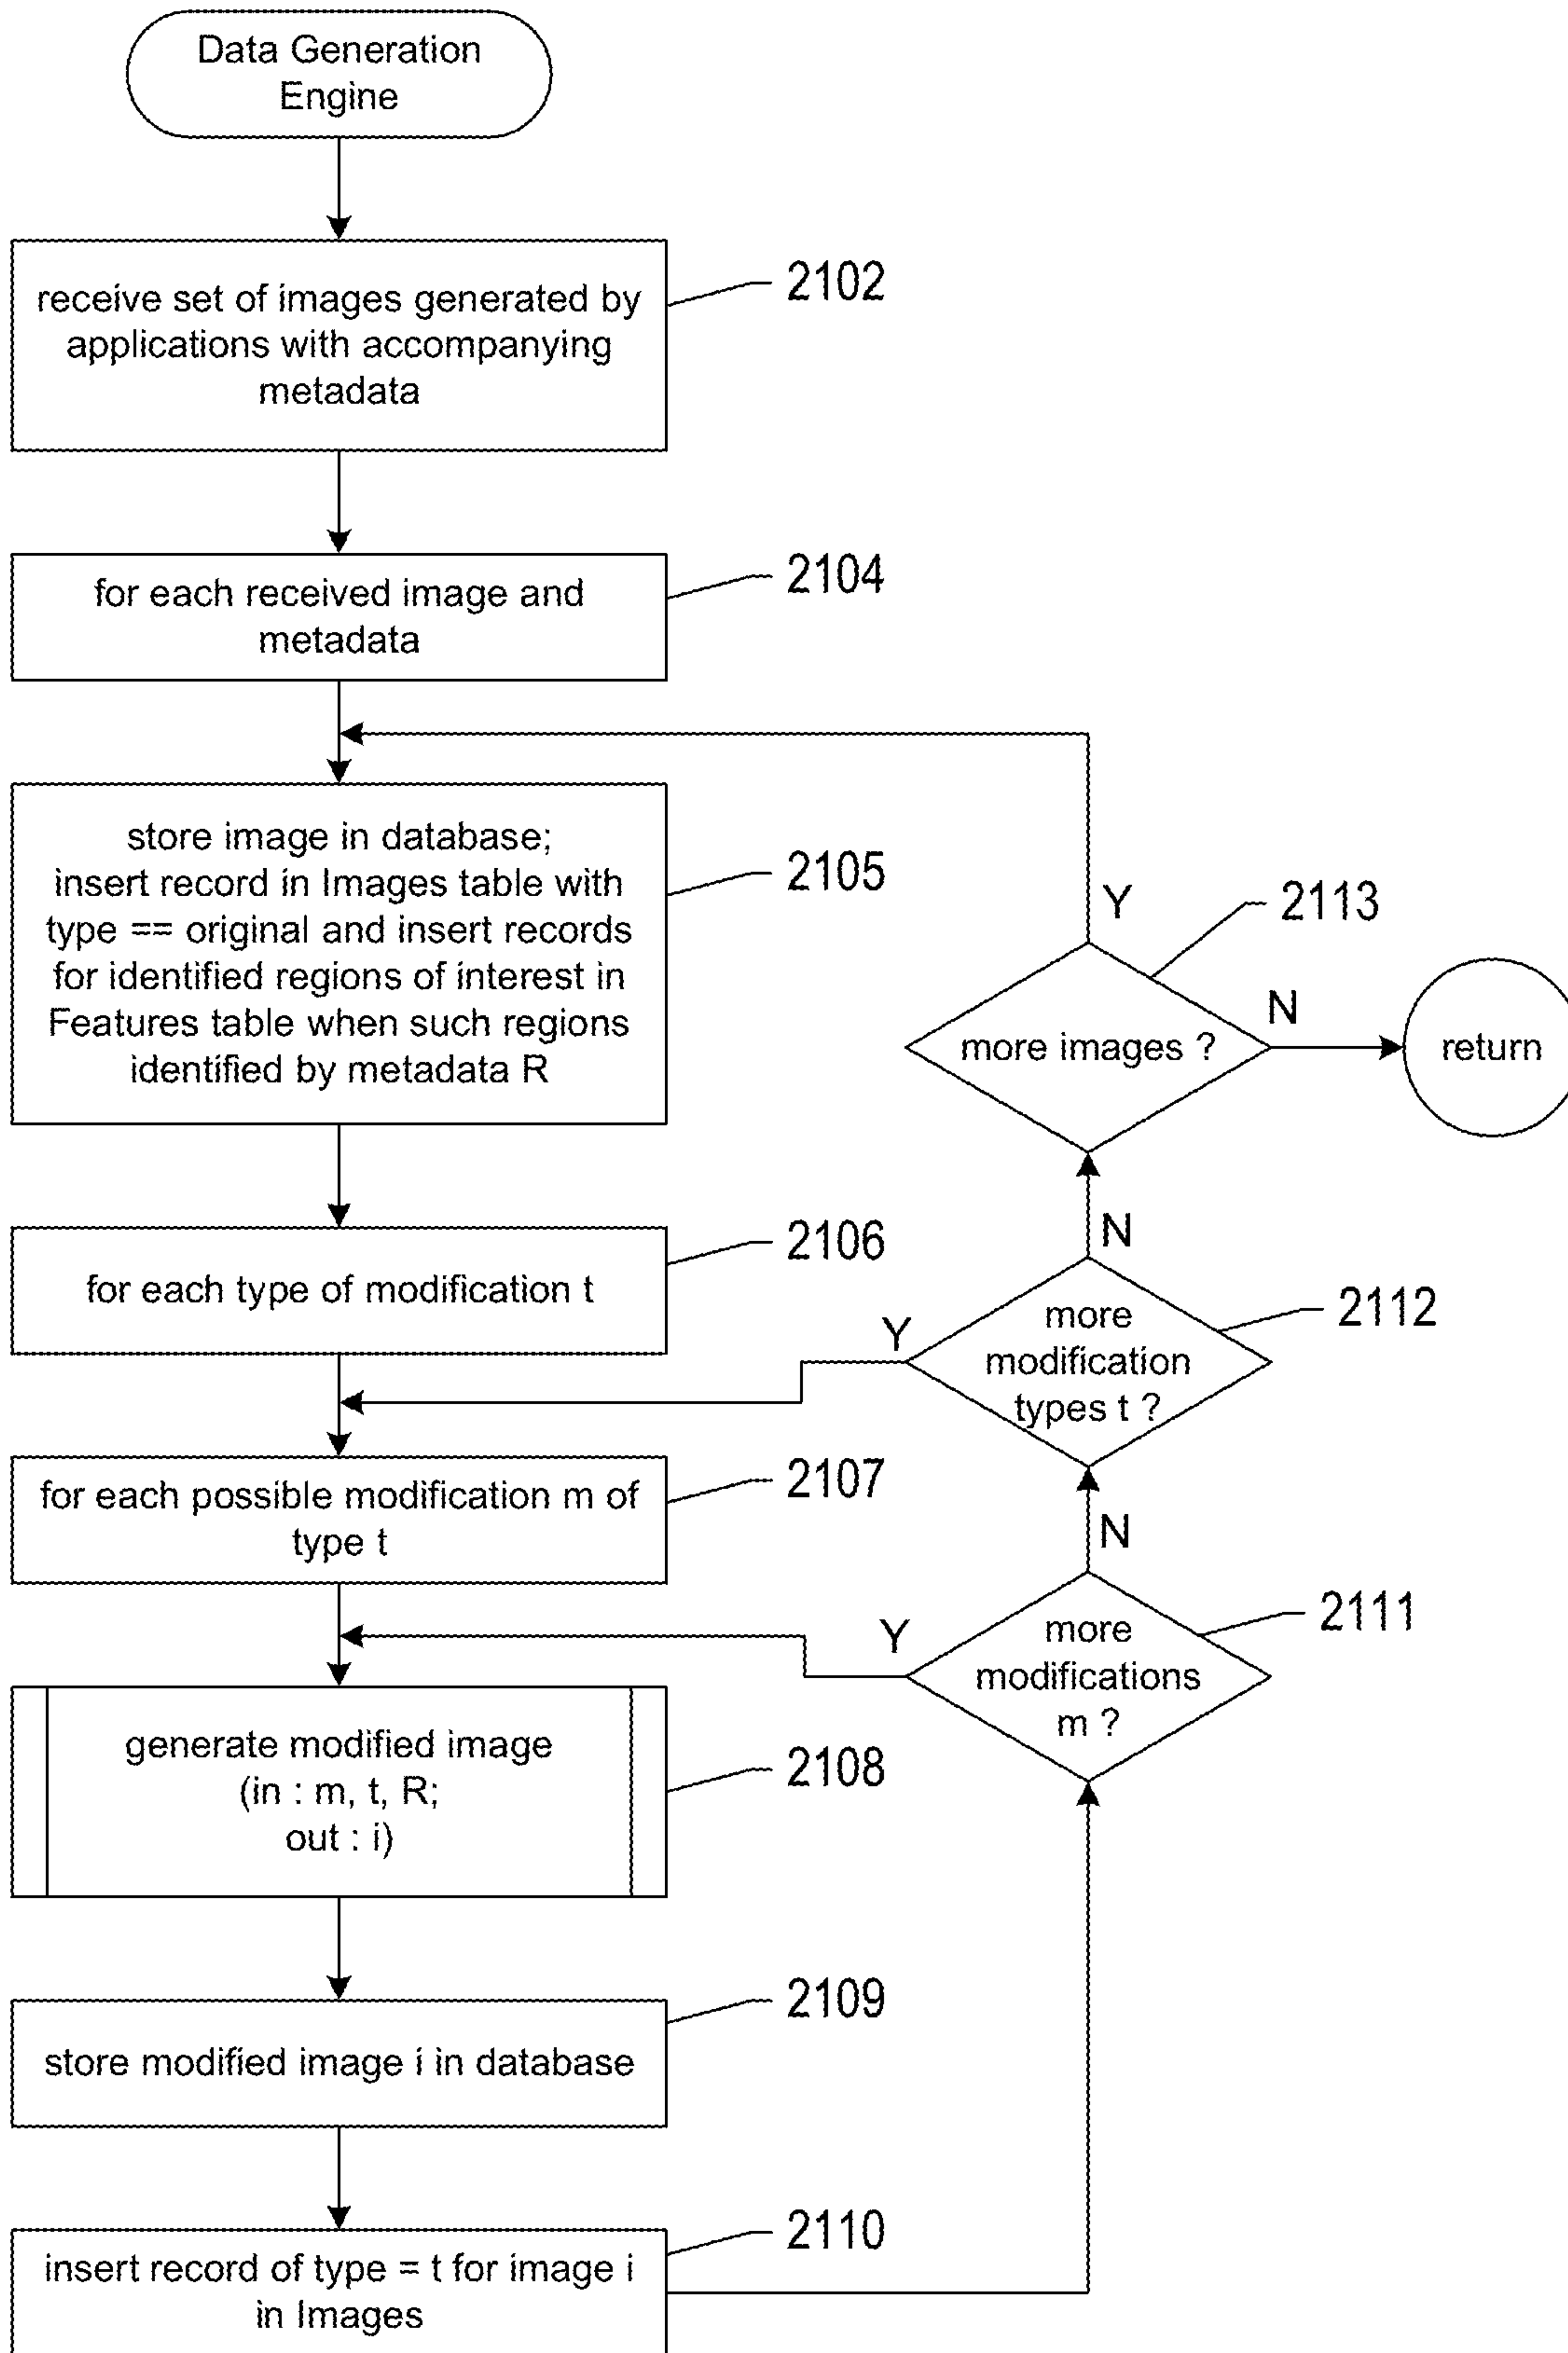 Data Generation
Engine
receive set of images generated by
applications with accompanying
metadata
2102
for each received image and
metadata
2104
store image in database;
insert record in Images table with
type == original and insert records
for identified regions of interest in
Features table when such regions
identified by metadata R
2105
for each type of modification t
2106
for each possible modification m of
type t
2107
generate modified image
(in : m, t, R;
out : i)
2108
store modified image i in database
2109
insert record of type = t for image i
in Images
2110
more
modifications
m ?
2111
Y
N
more
modification
types t ?
2112
Y
N
more images ?
2113
Y
N
return